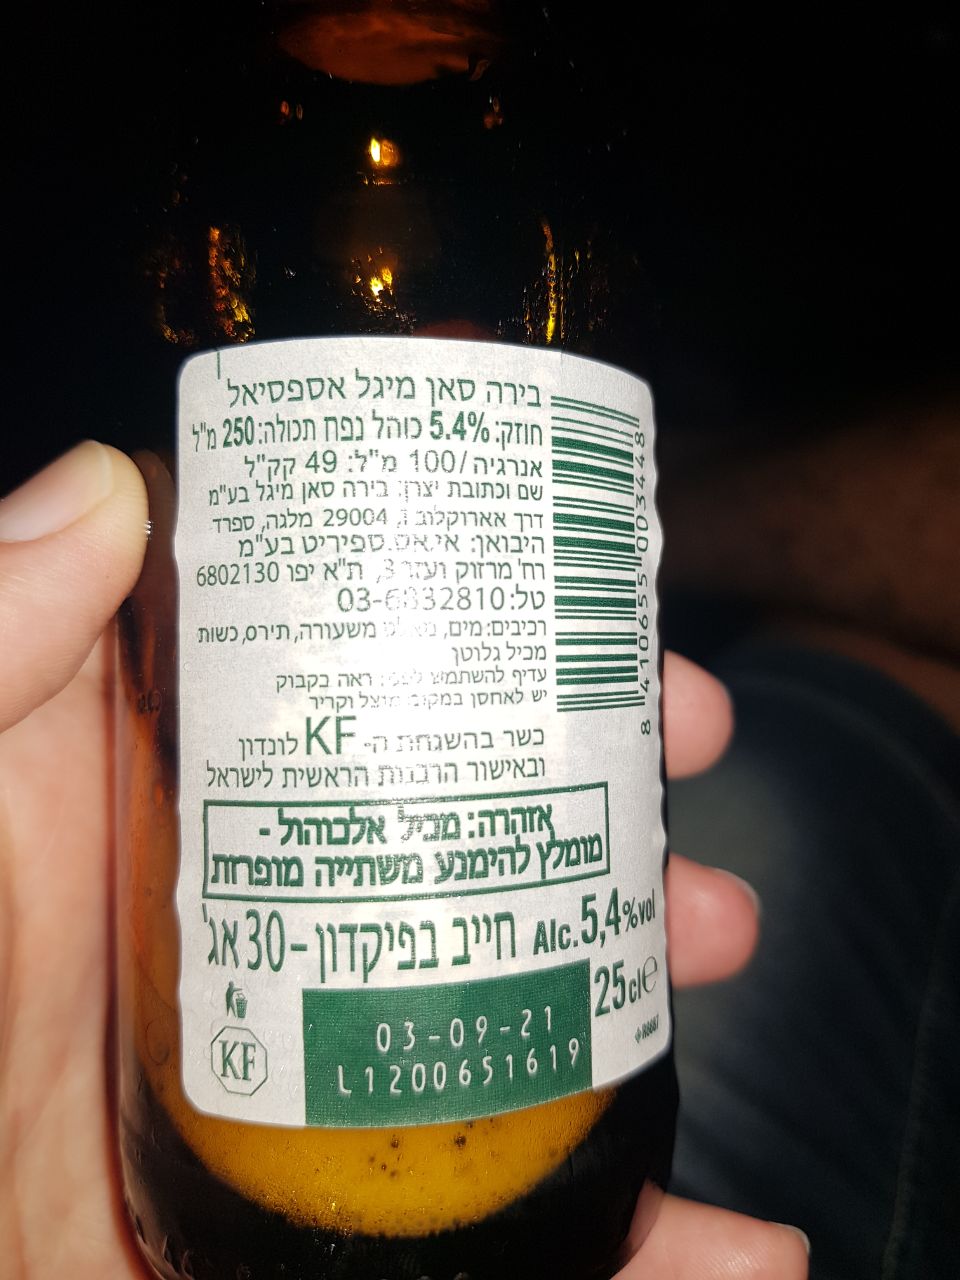 בירה סאן מיגל אספסיאל
חוזק: 5.4% כוהל נפח תכולה: 250 מ"ל
אנרגיה/100 מ"ל: 49 קק"ל
שם וכתובת יצרן: בירה סאן מיגל בע"מ
דרך אארוקלוב 1, 29004 מלגה, ספרד
היבואן: אי.אס.ספיריט בע"מ
רח' מרזוק ועזר 3, ת"א יפו 6802130
טל: 03-6832810
רכיבים: מים, משעורה, תירס, כשות
מכיל גלוטן
עדיף להשתמש לפני: ראה בקבוק
יש לאחסן במקום מוצל וקריר
כשר בהשגחת ה-KF לונדון
ובאישור הרבנות הראשית לישראל
אזהרה: מכיל אלכוהול -
מומלץ להימנע משתייה מופרזת
חייב בפיקדון - 30 אג'
Alc. 5,4%vol
25cl e
03-09-21
L1200651619
KF
8 410655 003448